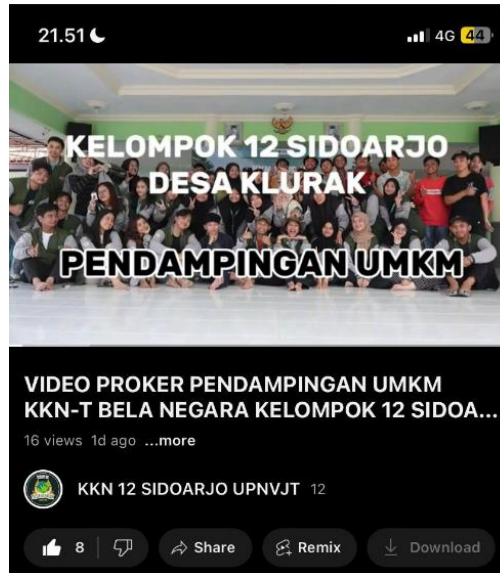 21.51
4G 44
KELOMPOK 12 SIDOARJO
DESA KLURAK
PENDAMPINGAN UMKM
VIDEO PROKER PENDAMPINGAN UMKM
KKN-T BELA NEGARA KELOMPOK 12 SIDOA...
16 views 1d ago ...more
KKN 12 SIDOARJO UPNVJT 12
8 Share Remix Download